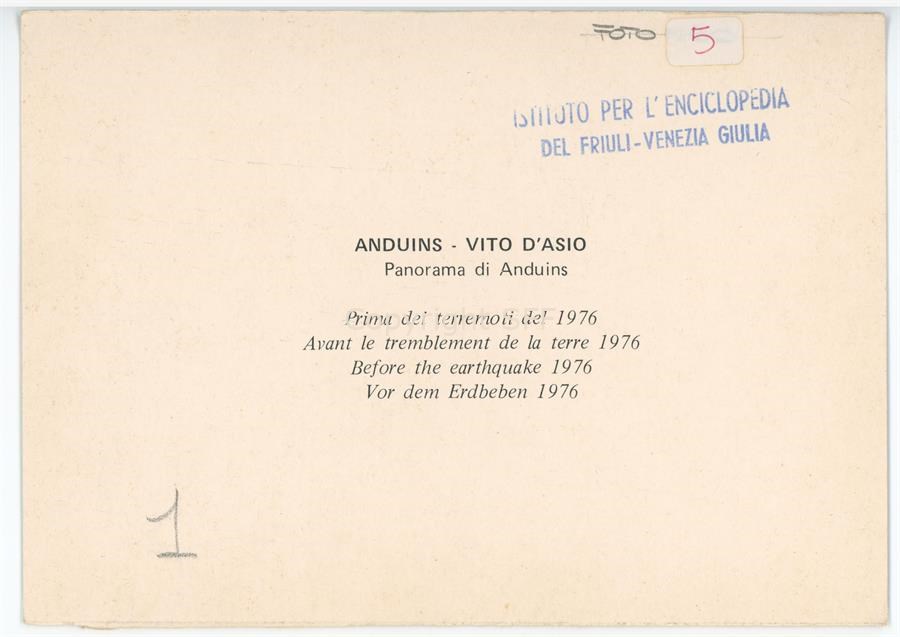 FOTO 5
ISTITUTO PER L'ENCICLOPEDIA
DEL FRIULI-VENEZIA GIULIA
ANDUINS - VITO D'ASIO
Panorama di Anduins
Prima dei terremoti del 1976
Avant le tremblement de la terre 1976
Before the earthquake 1976
Vor dem Erdbeben 1976
1